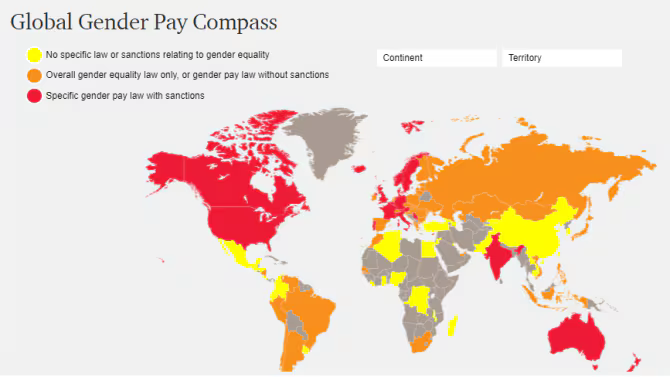 Global Gender Pay Compass
No specific law or sanctions relating to gender equality
Continent
Territory
Overall gender equality law only, or gender pay law without sanctions
Specific gender pay law with sanctions